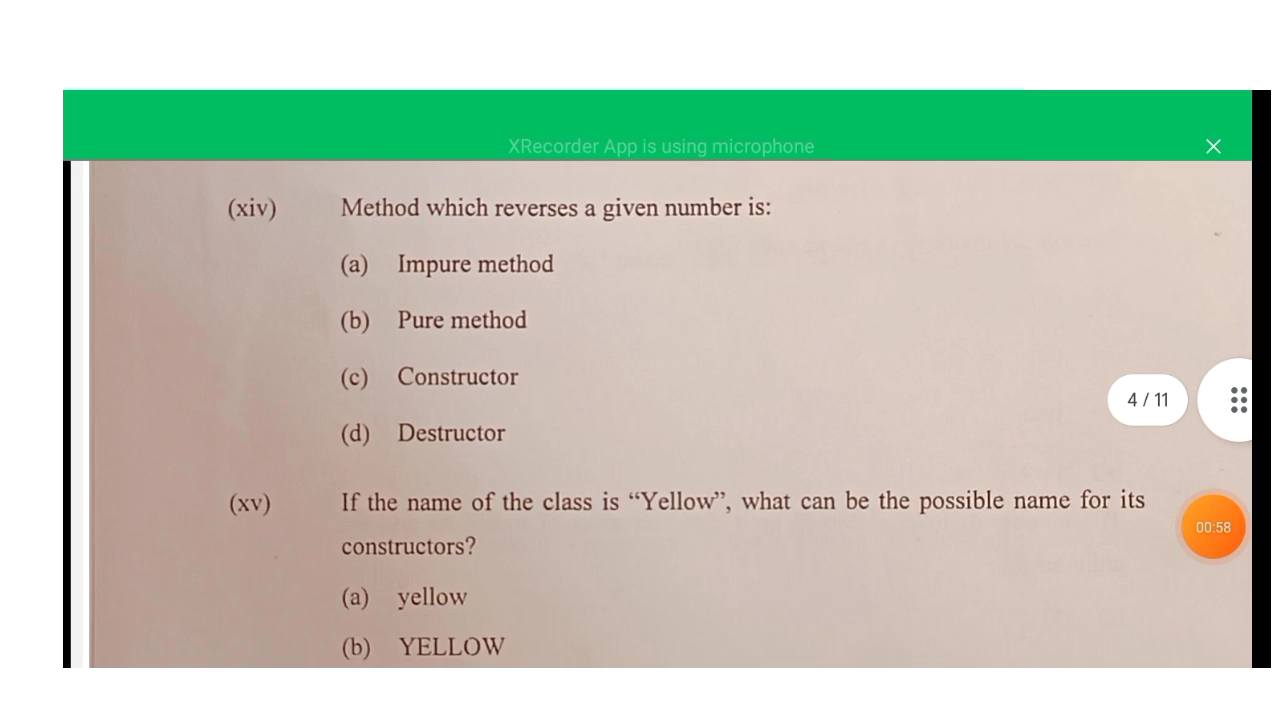 XRecorder App is using microphone
(xiv) Method which reverses a given number is:
(a) Impure method
(b) Pure method
(c) Constructor
(d) Destructor
4 / 11
(xv) If the name of the class is “Yellow”, what can be the possible name for its
constructors?
00:58
(a) yellow
(b) YELLOW